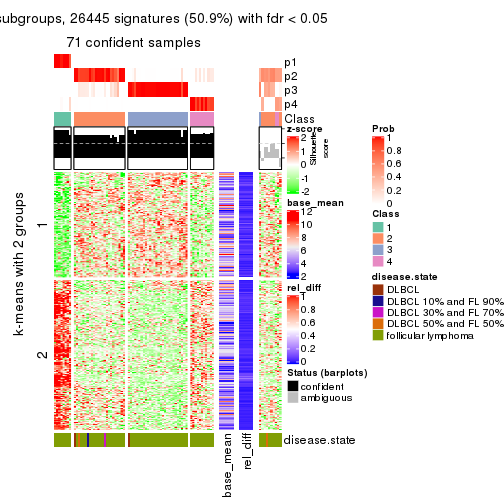 subgroups, 26445 signatures (50.9%) with fdr < 0.05
71 confident samples
p1
p2
p3
p4
Class
Silhouette score
k-means with 2 groups
1
2
base_mean
rel_diff
disease.state
z-score
2
1
0
-1
-2
base_mean
12
10
8
6
4
2
rel_diff
1
0.8
0.6
0.4
0.2
0
Status (barplots)
confident
ambiguous
Prob
1
0.8
0.6
0.4
0.2
0
Class
1
2
3
4
disease.state
DLBCL
DLBCL 10% and FL 90%
DLBCL 30% and FL 70%
DLBCL 50% and FL 50%
follicular lymphoma